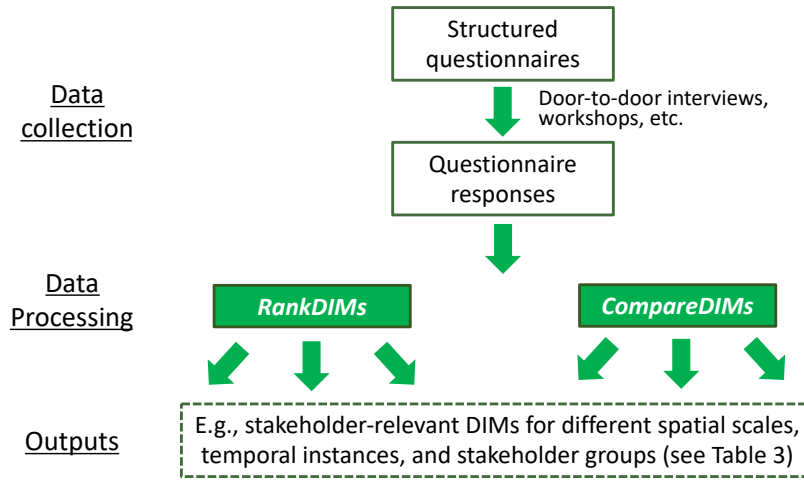 Structured
questionnaires
Data
collection
Door-to-door interviews,
workshops, etc.
Questionnaire
responses
Data
Processing
RankDIMs
CompareDIMs
Outputs
E.g., stakeholder-relevant DIMs for different spatial scales,
temporal instances, and stakeholder groups (see Table 3)